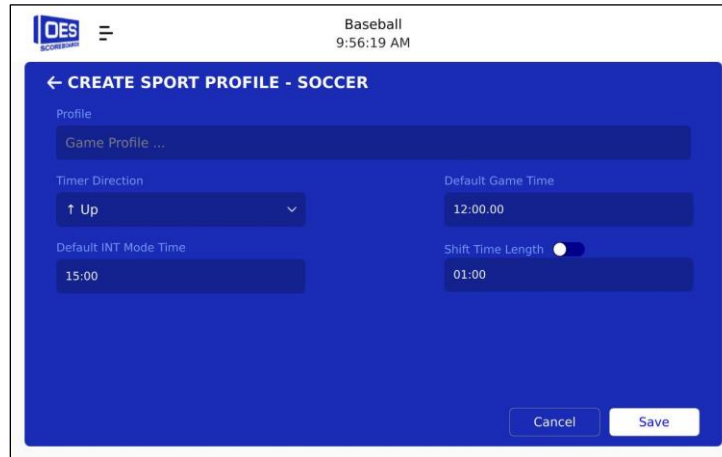 OES
SCOREBOARDS
Baseball
9:56:19 AM
← CREATE SPORT PROFILE - SOCCER
Profile
Game Profile ...
Timer Direction
↑ Up
Default Game Time
12:00.00
Default INT Mode Time
15:00
Shift Time Length
01:00
Cancel
Save